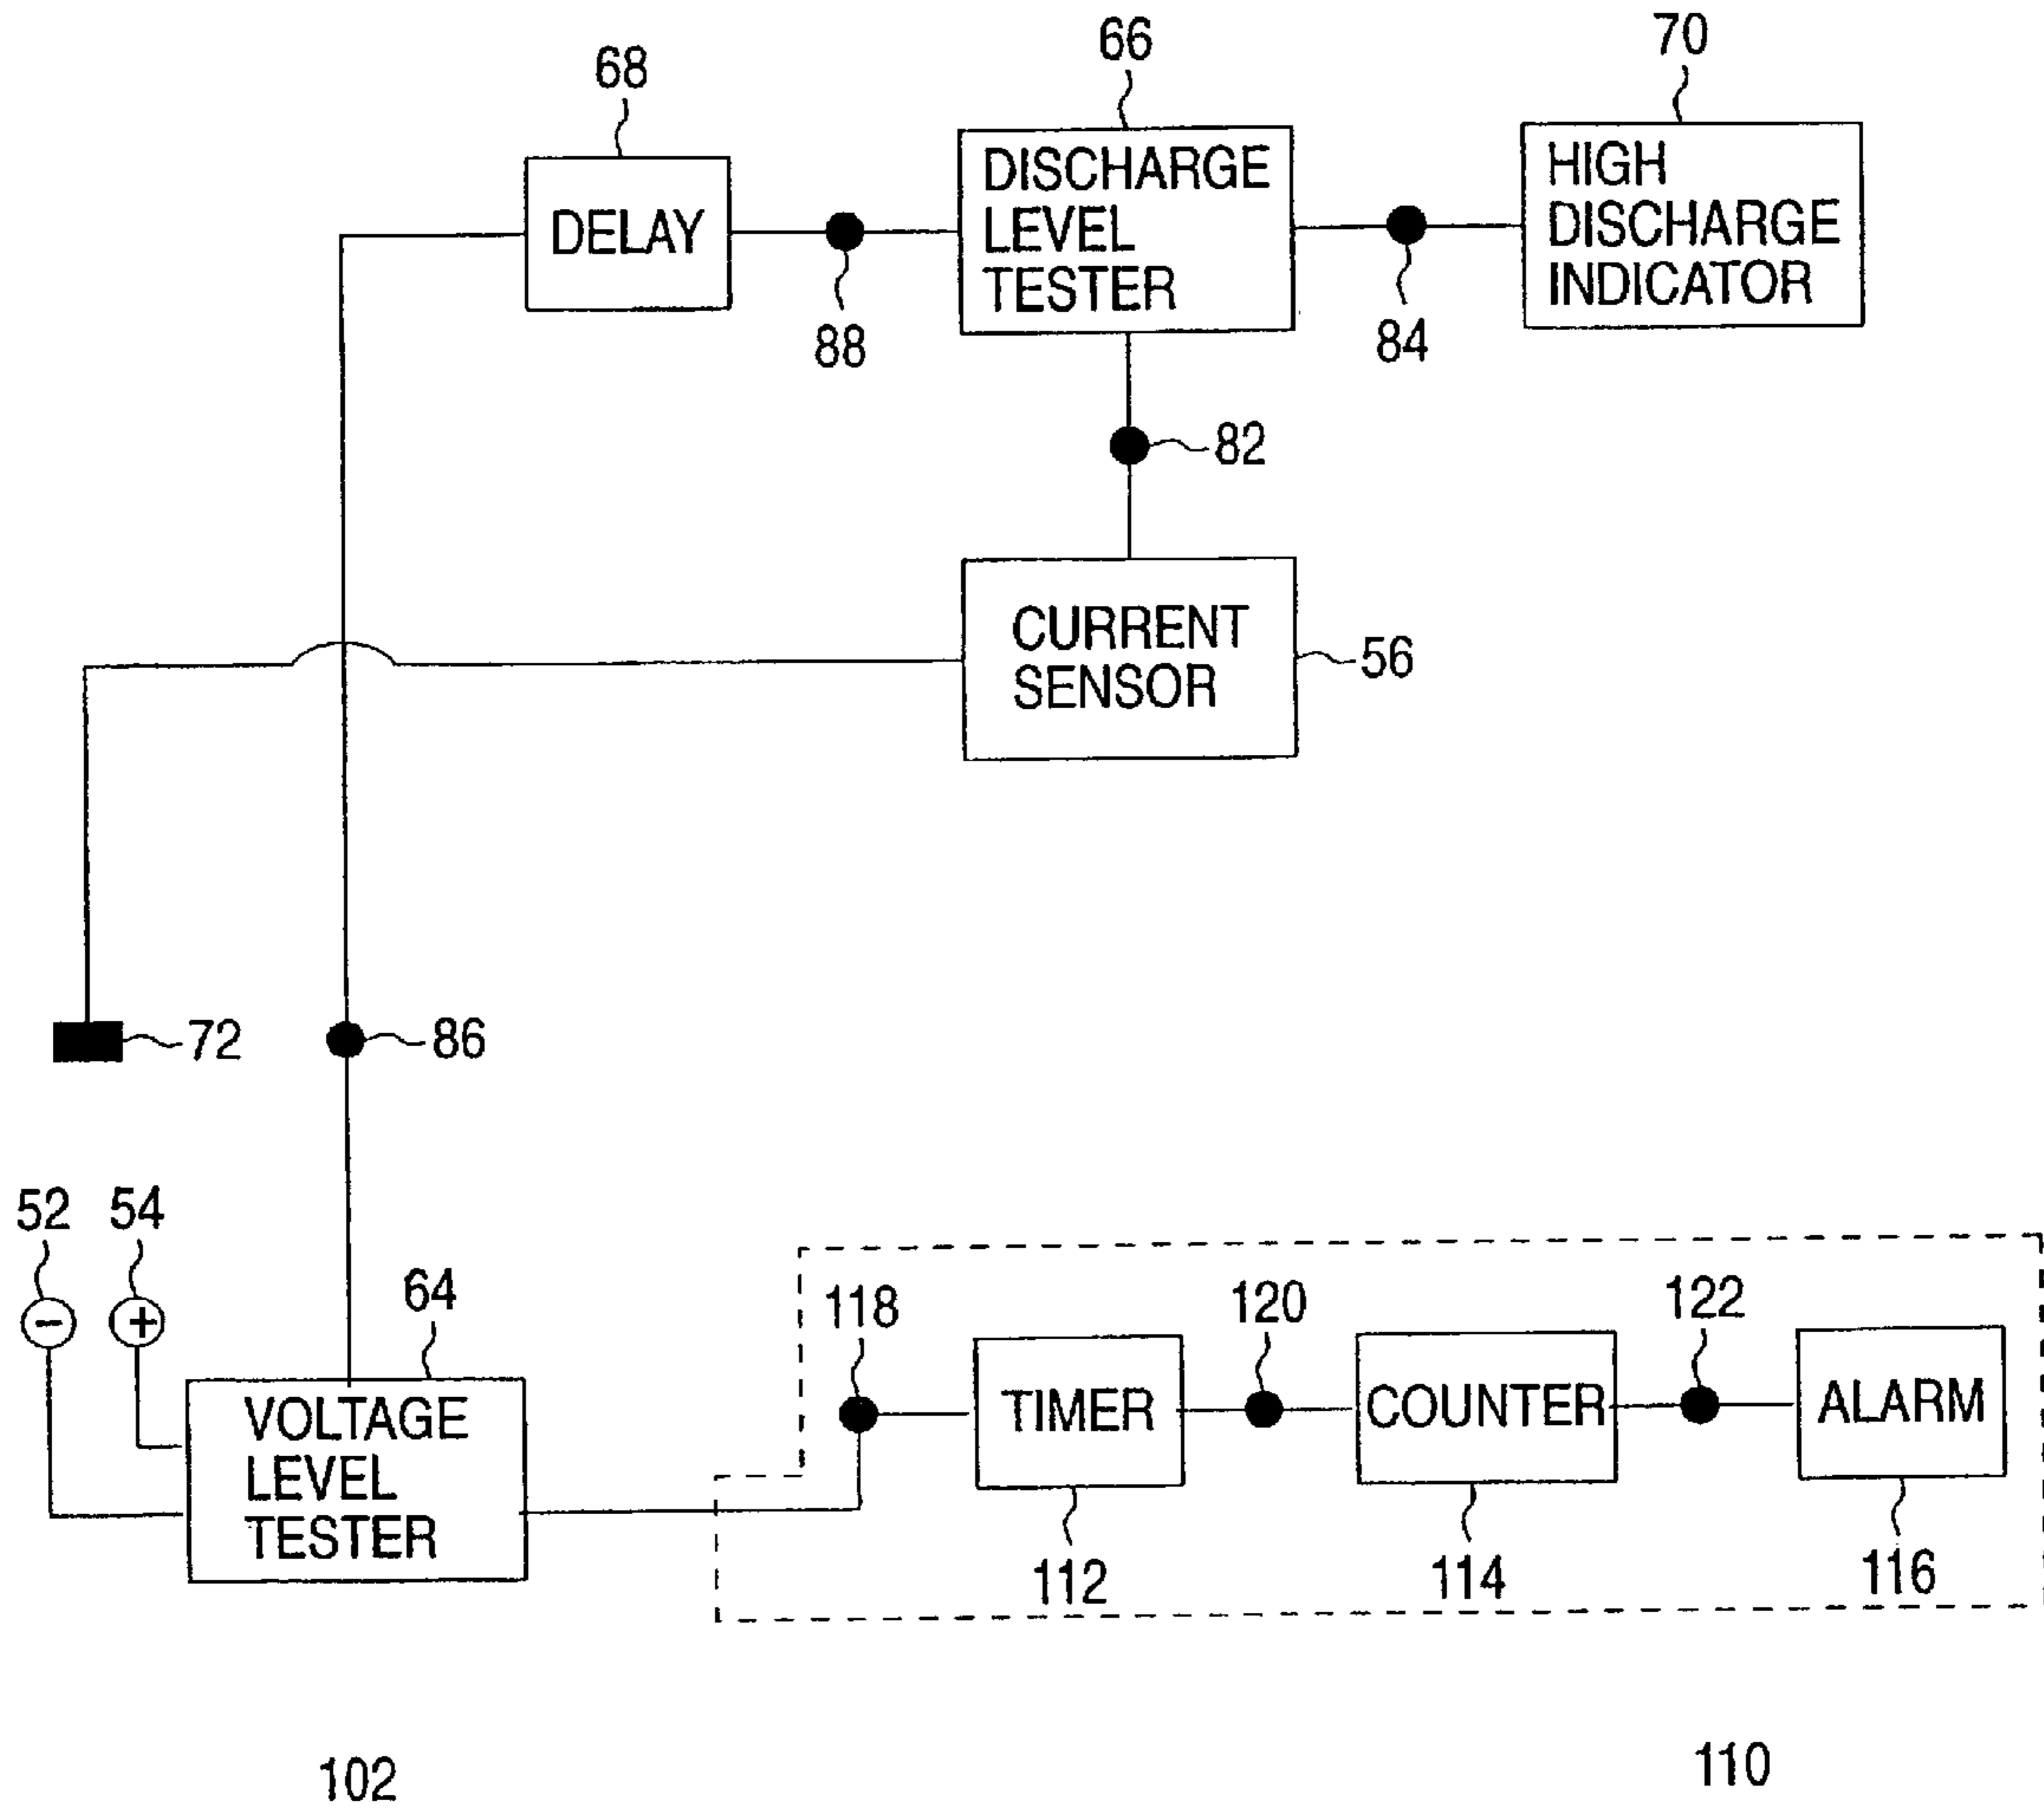 70
66
68
DISCHARGE
LEVEL
TESTER
HIGH
DISCHARGE
INDICATOR
DELAY
88
84
82
CURRENT
SENSOR
56
72
86
52
54
64
118
120
122
−
+
VOLTAGE
LEVEL
TESTER
TIMER
COUNTER
ALARM
112
114
116
102
110